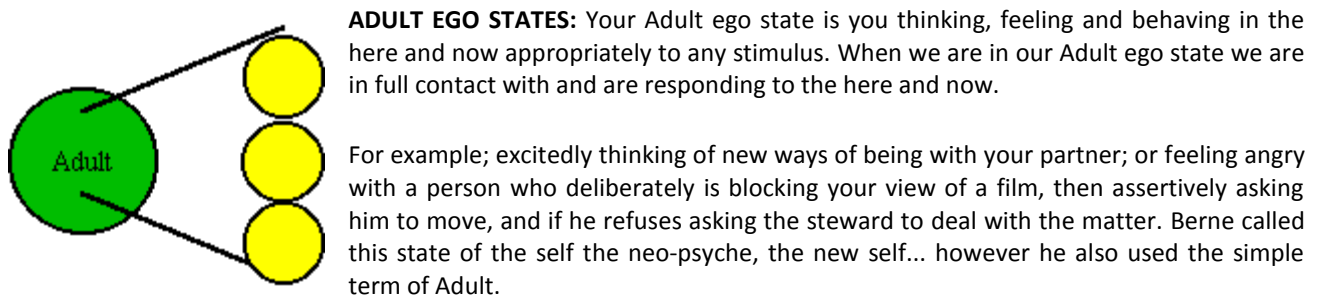 ADULT EGO STATES: Your Adult ego state is you thinking, feeling and behaving in the
here and now appropriately to any stimulus. When we are in our Adult ego state we are
in full contact with and are responding to the here and now.
Adult
For example; excitedly thinking of new ways of being with your partner; or feeling angry
with a person who deliberately is blocking your view of a film, then assertively asking
him to move, and if he refuses asking the steward to deal with the matter. Berne called
this state of the self the neo-psyche, the new self... however he also used the simple
term of Adult.